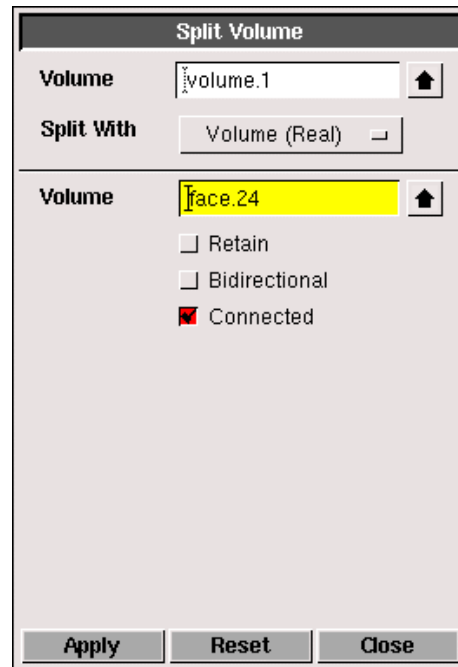 Split Volume
Volume volume.1
Split With Volume (Real)
Volume face.24
Retain
Bidirectional
Connected
Apply Reset Close